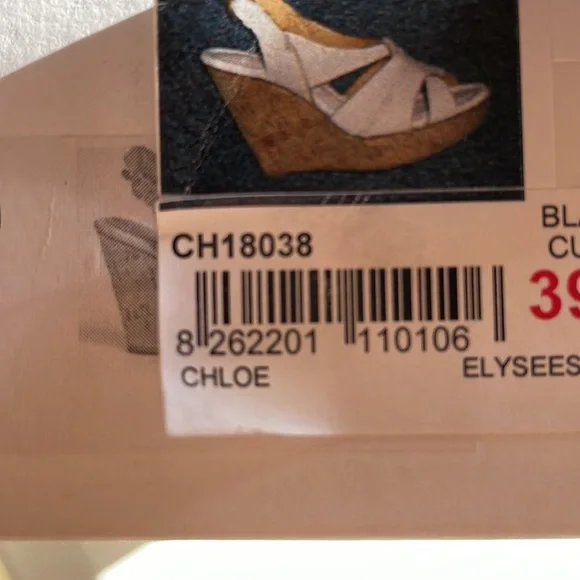 CH18038
BLA
CU
39
8 262201 110106
CHLOE
ELYSEES